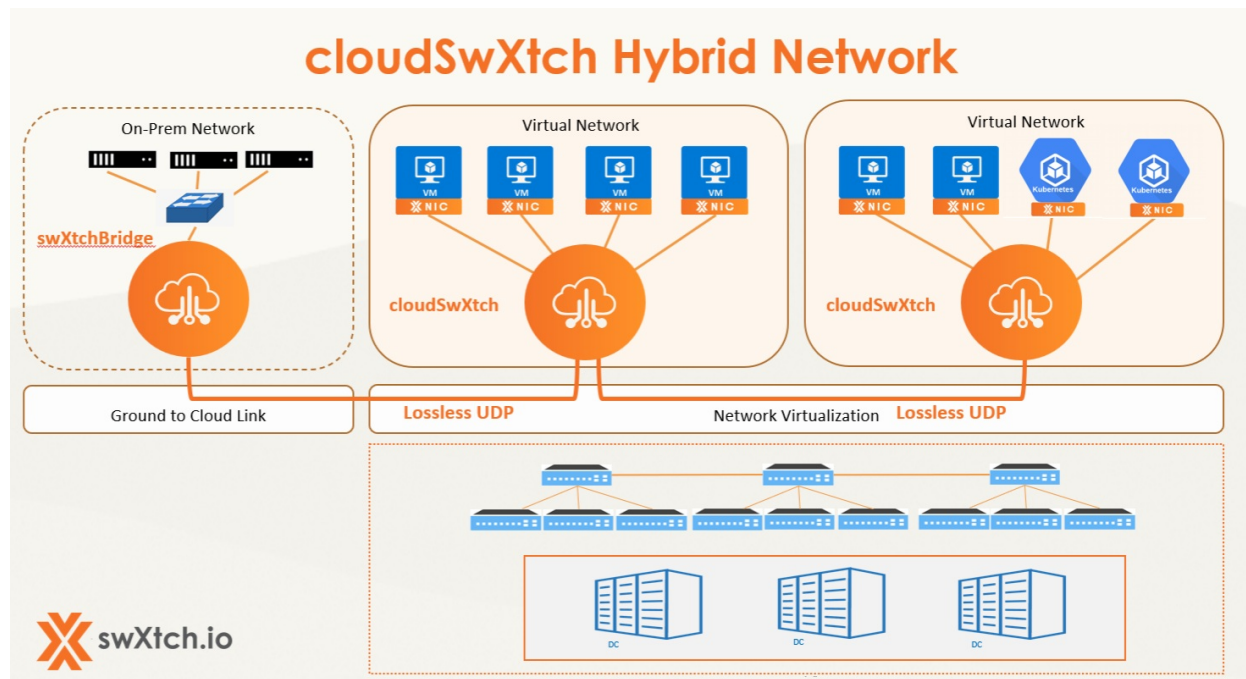 cloudSwXtch Hybrid Network
On-Prem Network
swXtchBridge
Virtual Network
VM
NIC
VM
NIC
VM
NIC
VM
NIC
cloudSwXtch
Virtual Network
VM
NIC
VM
NIC
Kubernetes
NIC
Kubernetes
NIC
cloudSwXtch
Ground to Cloud Link
Lossless UDP
Network Virtualization
Lossless UDP
DC
DC
DC
swXtch.io